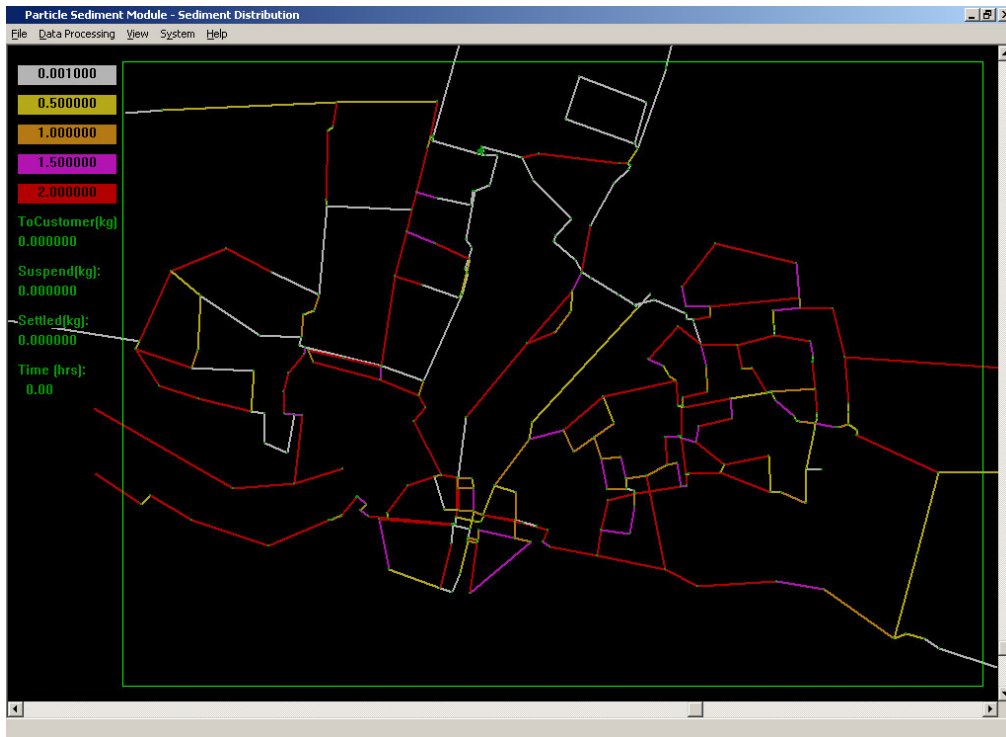 Particle Sediment Module - Sediment Distribution
File Data Processing View System Help
0.001000
0.500000
1.000000
1.500000
2.000000
ToCustomer(kg)
0.000000
Suspend(kg):
0.000000
Settled(kg):
0.000000
Time (hrs):
0.00